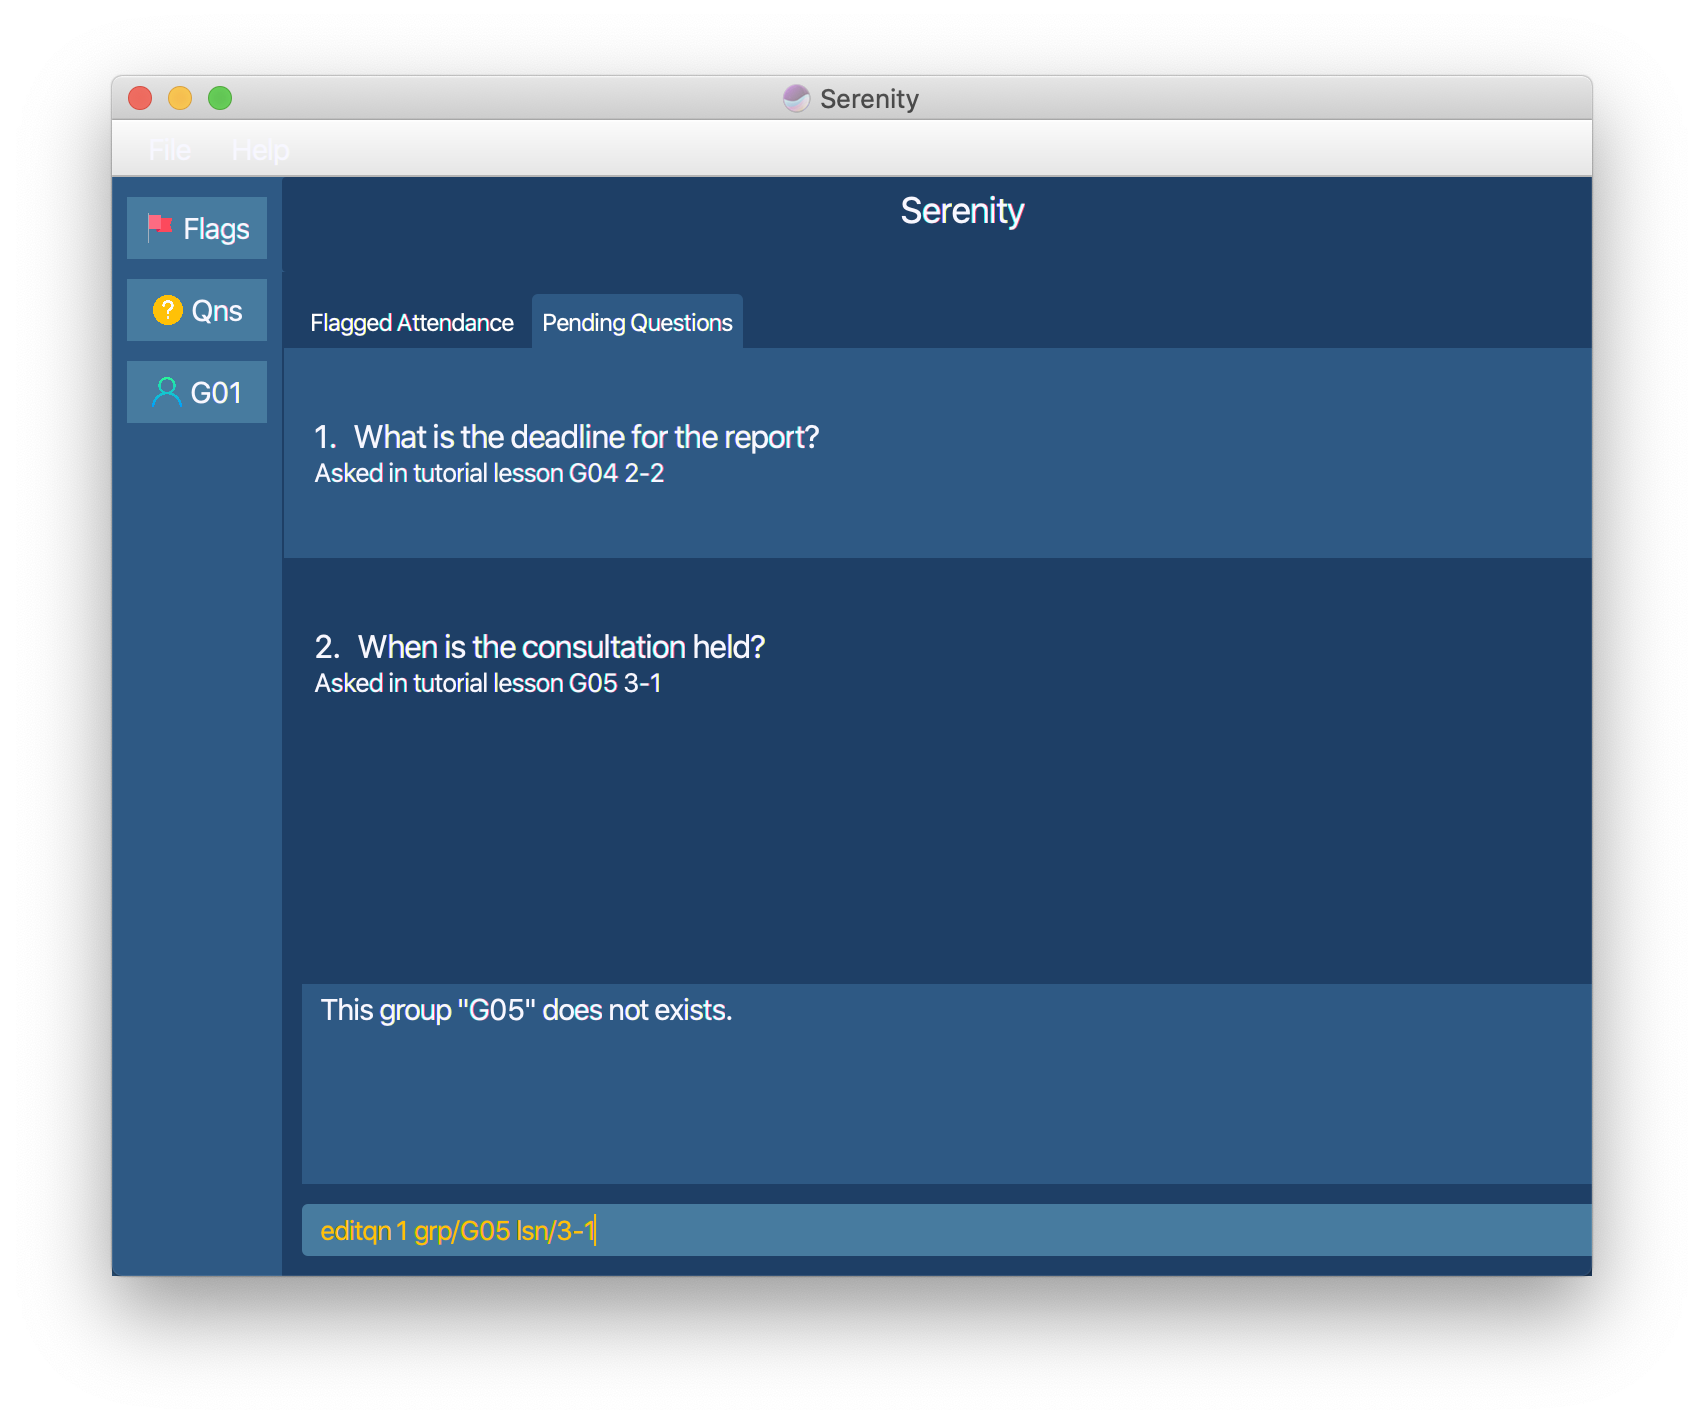 Serenity
File Help
Flags
Qns
G01
Serenity
Flagged Attendance Pending Questions
1. What is the deadline for the report?
Asked in tutorial lesson G04 2-2
2. When is the consultation held?
Asked in tutorial lesson G05 3-1
This group "G05" does not exists.
editqn 1 grp/G05 lsn/3-1